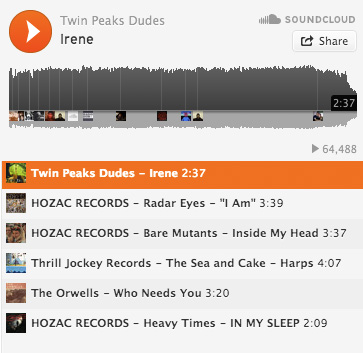 Twin Peaks Dudes
SOUNDCLOUD
Irene
Share
2:37
64,488
Twin Peaks Dudes – Irene 2:37
HOZAC RECORDS – Radar Eyes – "I Am" 3:39
HOZAC RECORDS – Bare Mutants – Inside My Head 3:37
Thrill Jockey Records – The Sea and Cake – Harps 4:07
The Orwells – Who Needs You 3:20
HOZAC RECORDS – Heavy Times – IN MY SLEEP 2:09